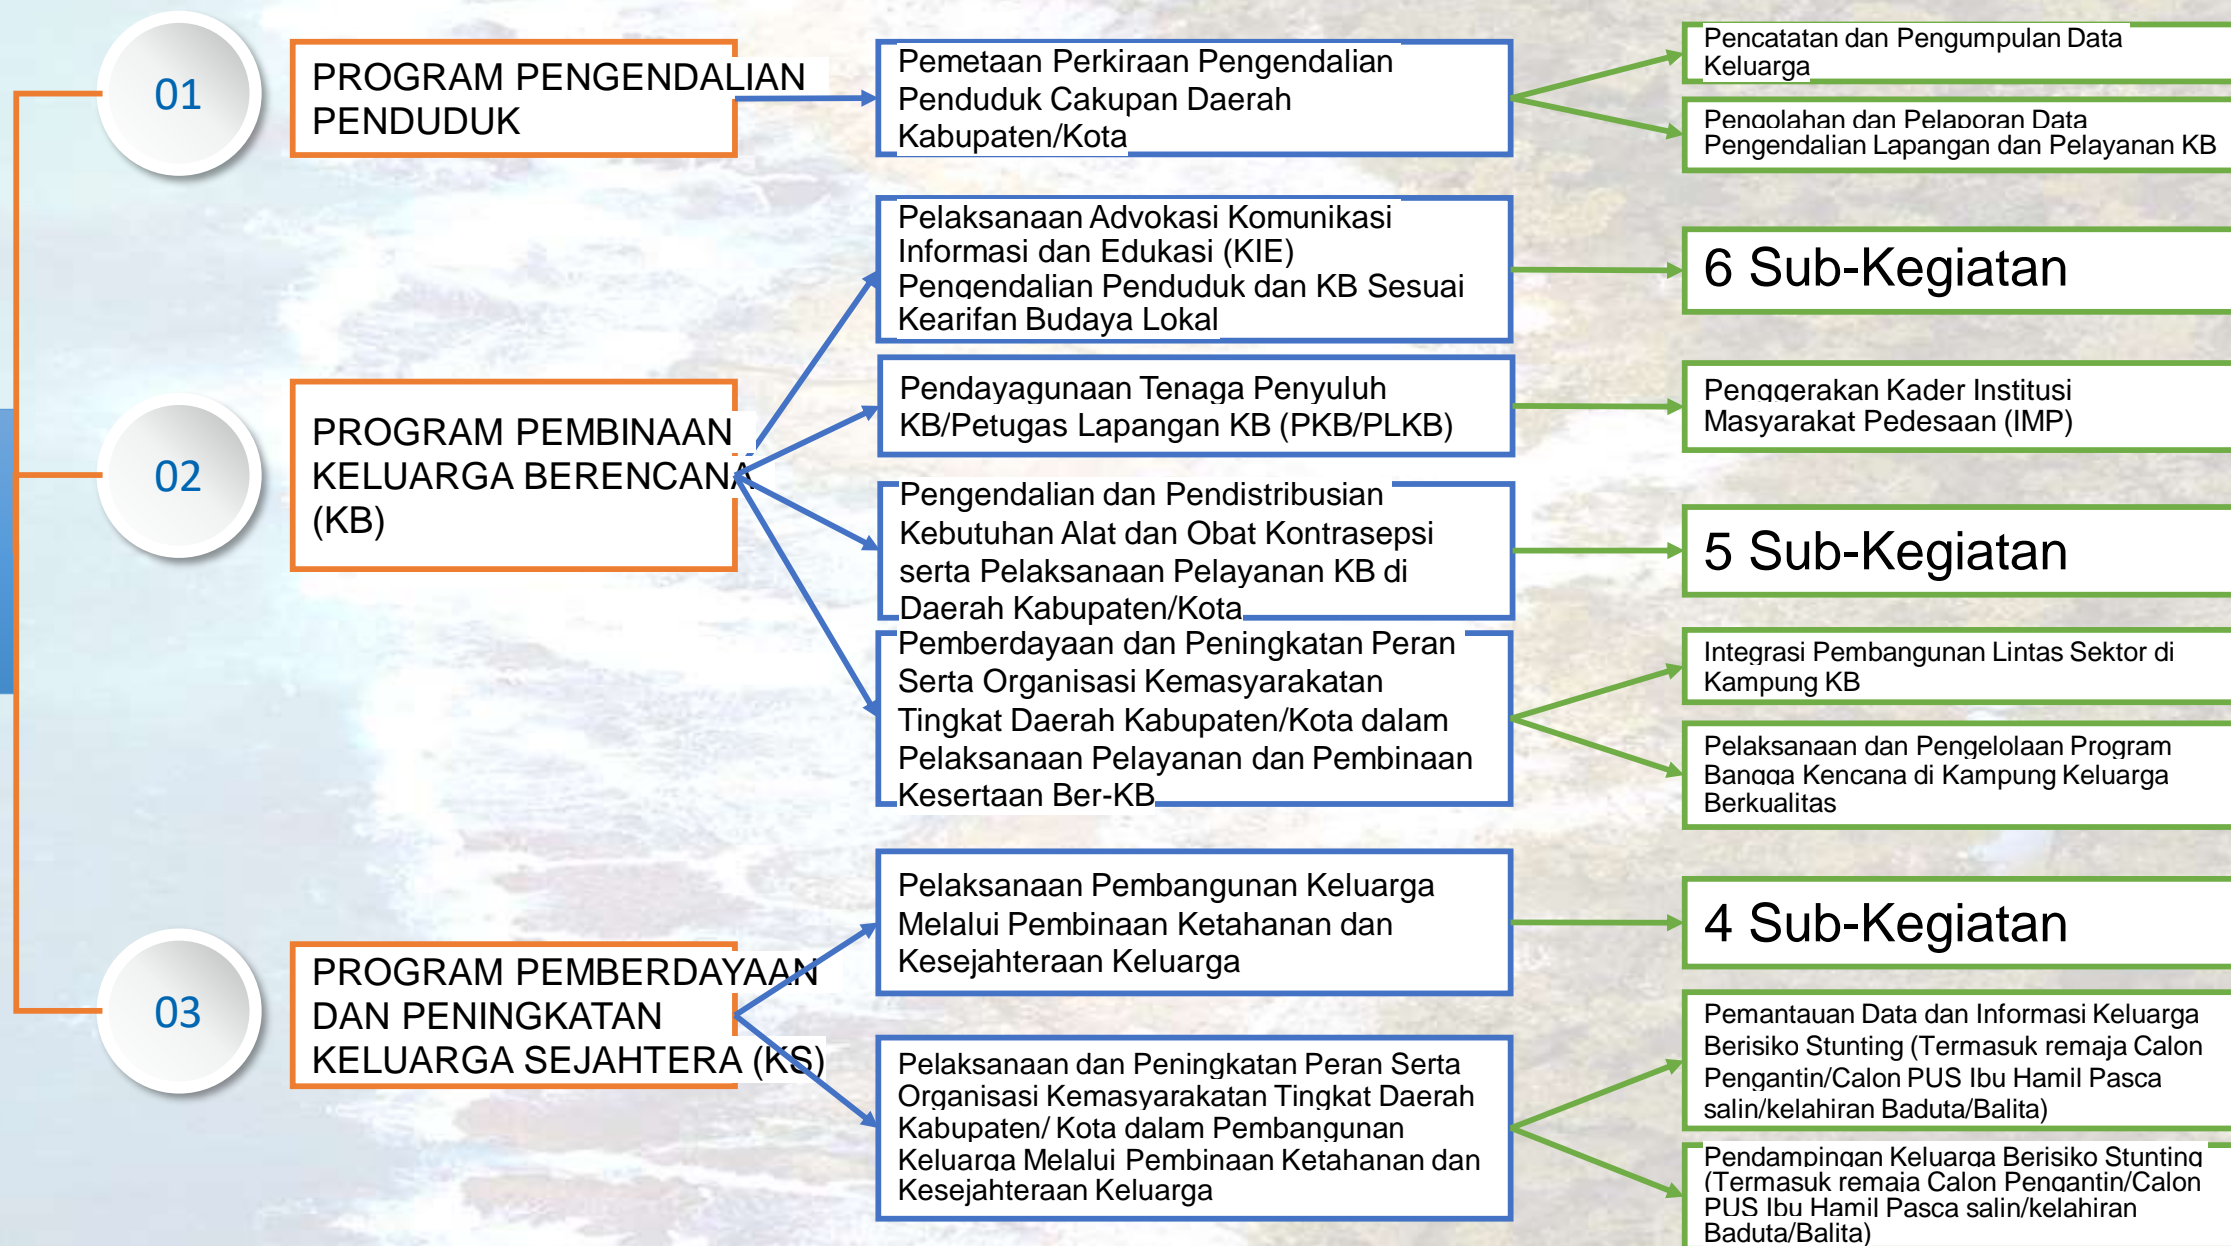 01
PROGRAM PENGENDALIAN
PENDUDUK
Pemetaan Perkiraan Pengendalian
Penduduk Cakupan Daerah
Kabupaten/Kota
Pencatatan dan Pengumpulan Data
Keluarga
Pengolahan dan Pelaporan Data
Pengendalian Lapangan dan Pelayanan KB
02
PROGRAM PEMBINAAN
KELUARGA BERENCANA
(KB)
Pelaksanaan Advokasi Komunikasi
Informasi dan Edukasi (KIE)
Pengendalian Penduduk dan KB Sesuai
Kearifan Budaya Lokal
6 Sub-Kegiatan
Pendayagunaan Tenaga Penyuluh
KB/Petugas Lapangan KB (PKB/PLKB)
Penggerakan Kader Institusi
Masyarakat Pedesaan (IMP)
Pengendalian dan Pendistribusian
Kebutuhan Alat dan Obat Kontrasepsi
serta Pelaksanaan Pelayanan KB di
Daerah Kabupaten/Kota
5 Sub-Kegiatan
Pemberdayaan dan Peningkatan Peran
Serta Organisasi Kemasyarakatan
Tingkat Daerah Kabupaten/Kota dalam
Pelaksanaan Pelayanan dan Pembinaan
Kesertaan Ber-KB
Integrasi Pembangunan Lintas Sektor di
Kampung KB
Pelaksanaan dan Pengelolaan Program
Bangga Kencana di Kampung Keluarga
Berkualitas
03
PROGRAM PEMBERDAYAAN
DAN PENINGKATAN
KELUARGA SEJAHTERA (KS)
Pelaksanaan Pembangunan Keluarga
Melalui Pembinaan Ketahanan dan
Kesejahteraan Keluarga
4 Sub-Kegiatan
Pelaksanaan dan Peningkatan Peran Serta
Organisasi Kemasyarakatan Tingkat Daerah
Kabupaten/ Kota dalam Pembangunan
Keluarga Melalui Pembinaan Ketahanan dan
Kesejahteraan Keluarga
Pemantauan Data dan Informasi Keluarga
Berisiko Stunting (Termasuk remaja Calon
Pengantin/Calon PUS Ibu Hamil Pasca
salin/kelahiran Baduta/Balita)
Pendampingan Keluarga Berisiko Stunting
(Termasuk remaja Calon Pengantin/Calon
PUS Ibu Hamil Pasca salin/kelahiran
Baduta/Balita)